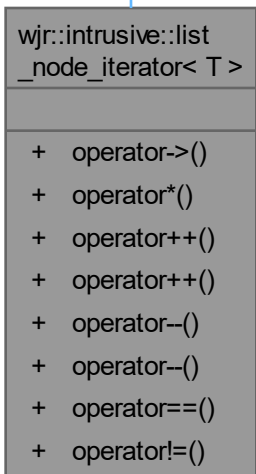 wjr::intrusive::list
_node_iterator< T >
+ operator->()
+ operator*()
+ operator++()
+ operator++()
+ operator--()
+ operator--()
+ operator==()
+ operator!=()